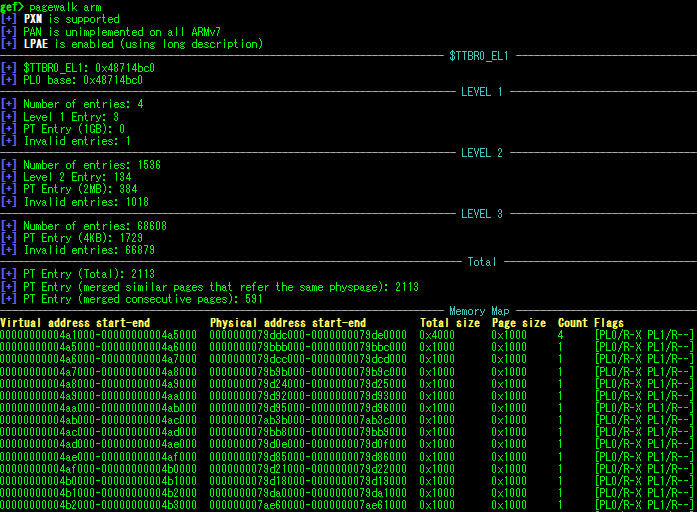 gef> pagewalk arm
[+] PXN is supported
[+] PAN is unimplemented on all ARMv7
[+] LPAE is enabled (using long description)
$TTBR0_EL1
[+] $TTBR0_EL1: 0x48714bc0
[+] PL0 base: 0x48714bc0
LEVEL 1
[+] Number of entries: 4
[+] Level 1 Entry: 3
[+] PT Entry (1GB): 0
[+] Invalid entries: 1
LEVEL 2
[+] Number of entries: 1536
[+] Level 2 Entry: 134
[+] PT Entry (2MB): 384
[+] Invalid entries: 1018
LEVEL 3
[+] Number of entries: 68608
[+] PT Entry (4KB): 1729
[+] Invalid entries: 66879
Total
[+] PT Entry (Total): 2113
[+] PT Entry (merged similar pages that refer the same physpage): 2113
[+] PT Entry (merged consecutive pages): 591
Memory Map
Virtual address start-end Physical address start-end Total size Page size Count Flags
00000000004a1000-00000000004a5000 0000000079ddc000-0000000079de0000 0x4000 0x1000 4 [PL0/R-X PL1/R--]
00000000004a5000-00000000004a6000 0000000079bbb000-0000000079bbc000 0x1000 0x1000 1 [PL0/R-X PL1/R--]
00000000004a6000-00000000004a7000 0000000079dcc000-0000000079dcd000 0x1000 0x1000 1 [PL0/R-X PL1/R--]
00000000004a7000-00000000004a8000 0000000079b9b000-0000000079b9c000 0x1000 0x1000 1 [PL0/R-X PL1/R--]
00000000004a8000-00000000004a9000 0000000079d24000-0000000079d25000 0x1000 0x1000 1 [PL0/R-X PL1/R--]
00000000004a9000-00000000004aa000 0000000079d92000-0000000079d93000 0x1000 0x1000 1 [PL0/R-X PL1/R--]
00000000004aa000-00000000004ab000 0000000079d95000-0000000079d96000 0x1000 0x1000 1 [PL0/R-X PL1/R--]
00000000004ab000-00000000004ac000 000000007ab3b000-000000007ab3c000 0x1000 0x1000 1 [PL0/R-X PL1/R--]
00000000004ac000-00000000004ad000 0000000079bb8000-0000000079bb9000 0x1000 0x1000 1 [PL0/R-X PL1/R--]
00000000004ad000-00000000004ae000 0000000079d0e000-0000000079d0f000 0x1000 0x1000 1 [PL0/R-X PL1/R--]
00000000004ae000-00000000004af000 0000000079d85000-0000000079d86000 0x1000 0x1000 1 [PL0/R-X PL1/R--]
00000000004af000-00000000004b0000 0000000079d21000-0000000079d22000 0x1000 0x1000 1 [PL0/R-X PL1/R--]
00000000004b0000-00000000004b1000 0000000079d18000-0000000079d19000 0x1000 0x1000 1 [PL0/R-X PL1/R--]
00000000004b1000-00000000004b2000 0000000079da0000-0000000079da1000 0x1000 0x1000 1 [PL0/R-X PL1/R--]
00000000004b2000-00000000004b3000 000000007ae60000-000000007ae61000 0x1000 0x1000 1 [PL0/R-X PL1/R--]